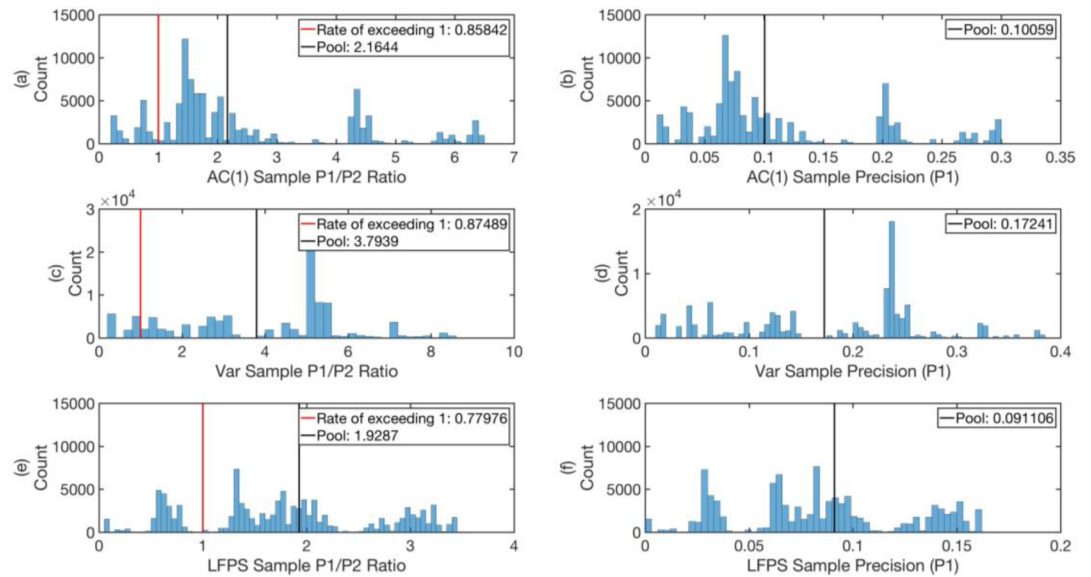 (a)
Count
15000
10000
5000
0
Rate of exceeding 1: 0.85842
Pool: 2.1644
0 1 2 3 4 5 6 7
AC(1) Sample P1/P2 Ratio
(b)
Count
15000
10000
5000
0
Pool: 0.10059
0 0.05 0.1 0.15 0.2 0.25 0.3 0.35
AC(1) Sample Precision (P1)
(c)
Count
×10⁴
3
2
1
0
Rate of exceeding 1: 0.87489
Pool: 3.7939
0 2 4 6 8 10
Var Sample P1/P2 Ratio
(d)
Count
×10⁴
2
1
0
Pool: 0.17241
0 0.1 0.2 0.3 0.4
Var Sample Precision (P1)
(e)
Count
15000
10000
5000
0
Rate of exceeding 1: 0.77976
Pool: 1.9287
0 1 2 3 4
LFPS Sample P1/P2 Ratio
(f)
Count
15000
10000
5000
0
Pool: 0.091106
0 0.05 0.1 0.15 0.2
LFPS Sample Precision (P1)